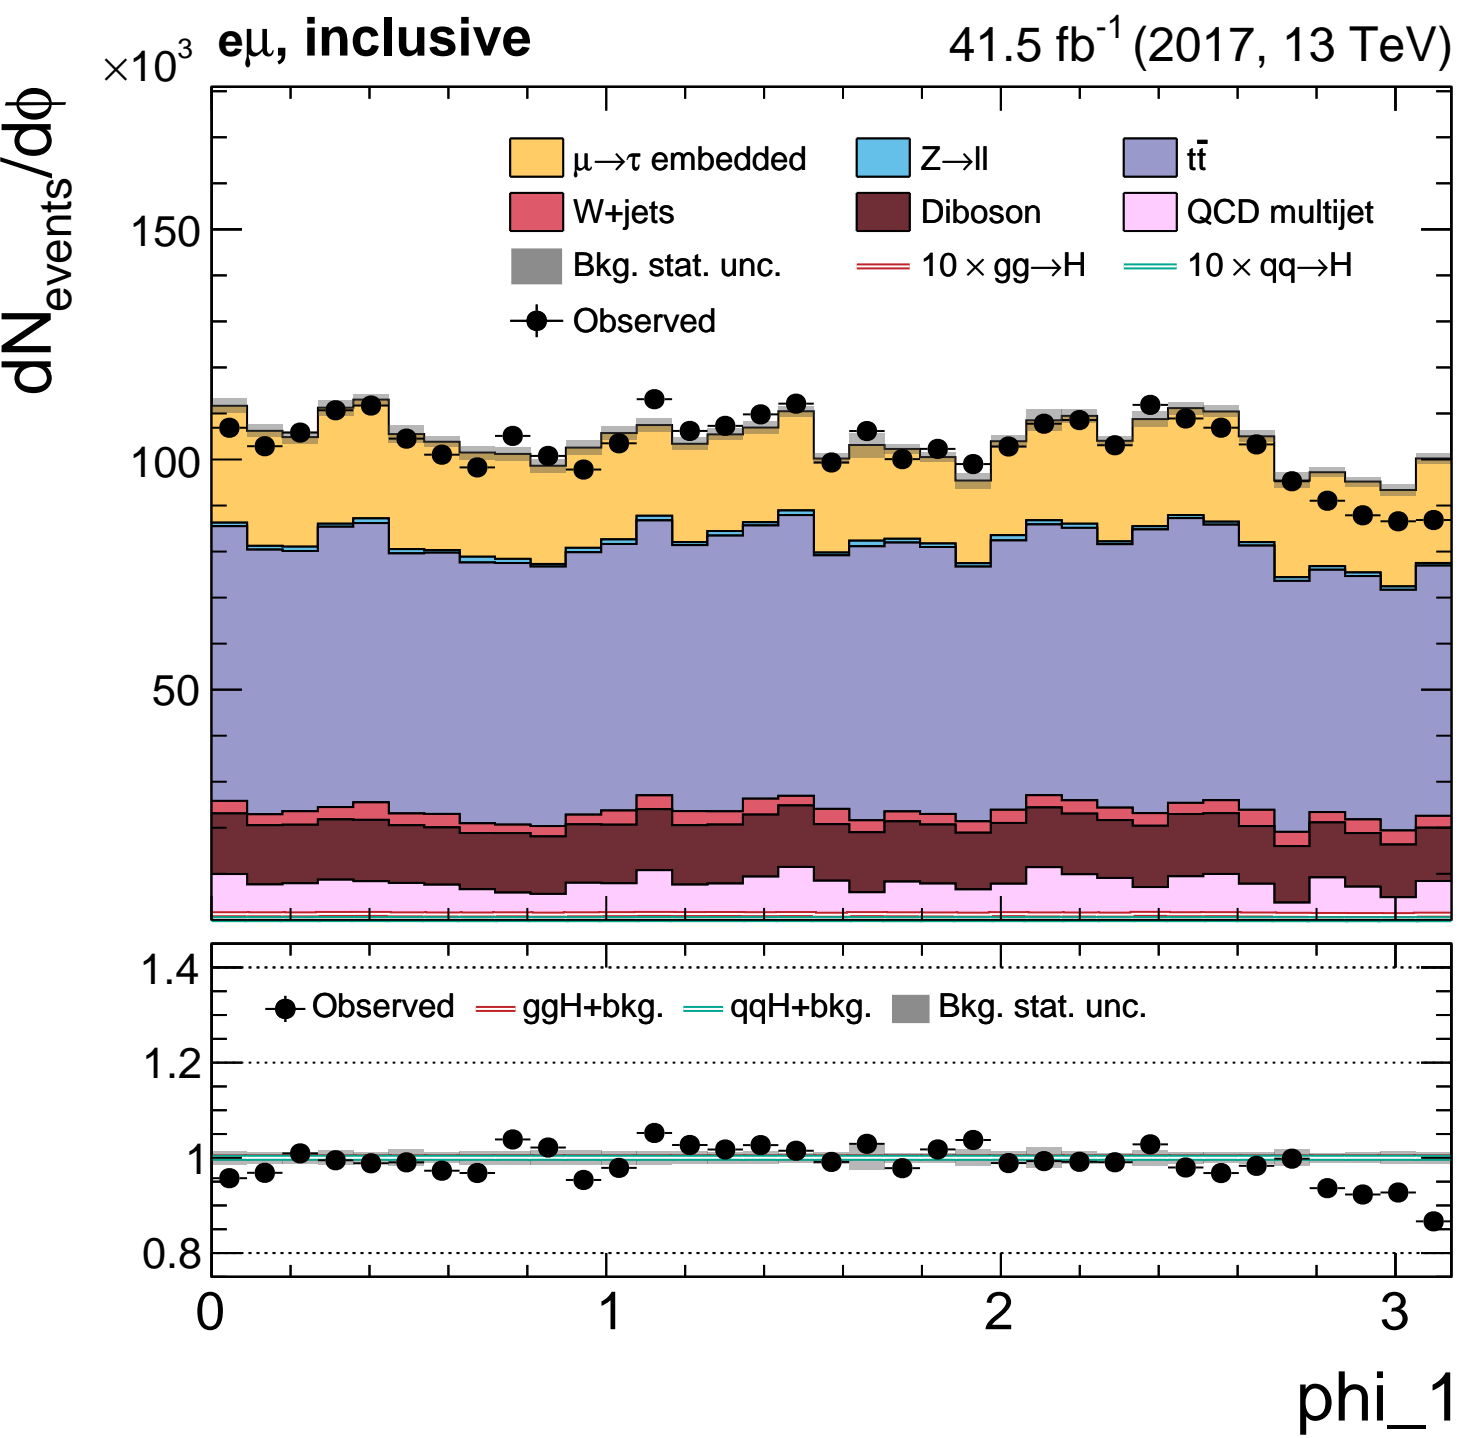 ×10³ eμ, inclusive 41.5 fb⁻¹ (2017, 13 TeV)
dN_events/dϕ
μ→τ embedded Z→ll tt̄
W+jets Diboson QCD multijet
Bkg. stat. unc. 10 × gg→H 10 × qq→H
Observed
150
100
50
1.4
Observed ggH+bkg. qqH+bkg. Bkg. stat. unc.
1.2
1
0.8
0 1 2 3
phi_1